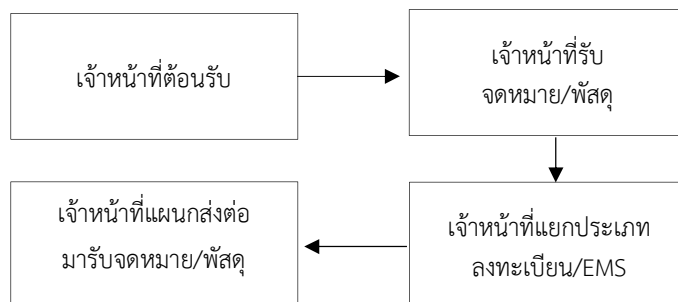 เจ้าหน้าที่ต้อนรับ
เจ้าหน้าที่รับ
จดหมาย/พัสดุ
เจ้าหน้าที่แยกประเภท
ลงทะเบียน/EMS
เจ้าหน้าที่แผนกส่งต่อ
มารับจดหมาย/พัสดุ